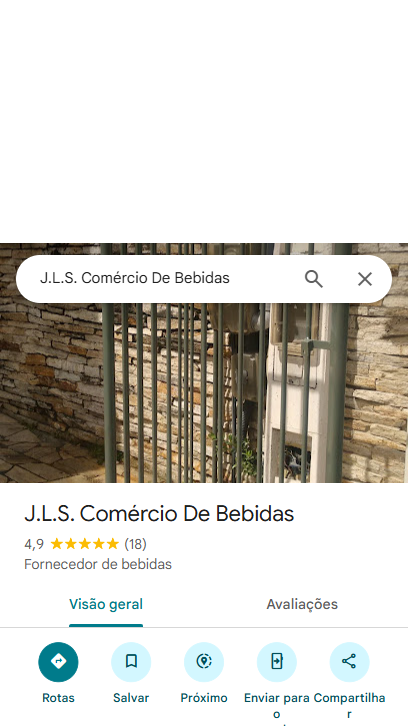 J.L.S. Comércio De Bebidas
J.L.S. Comércio De Bebidas
4,9 (18)
Fornecedor de bebidas
Visão geral Avaliações
Rotas Salvar Próximo Enviar para Compartilha
o r